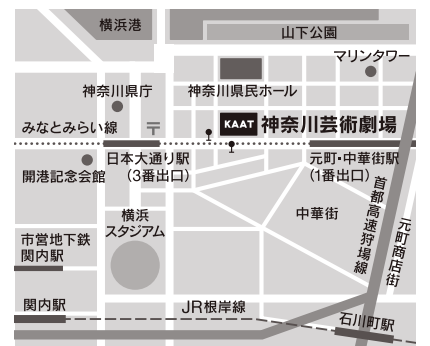 横浜港
山下公園
マリンタワー
神奈川県庁
神奈川県民ホール
みなとみらい線
〒
KAAT 神奈川芸術劇場
開港記念会館
日本大通り駅
（3番出口）
元町・中華街駅
（1番出口）
首都高速狩場線
元町商店街
中華街
横浜
スタジアム
市営地下鉄
関内駅
関内駅
JR根岸線
石川町駅